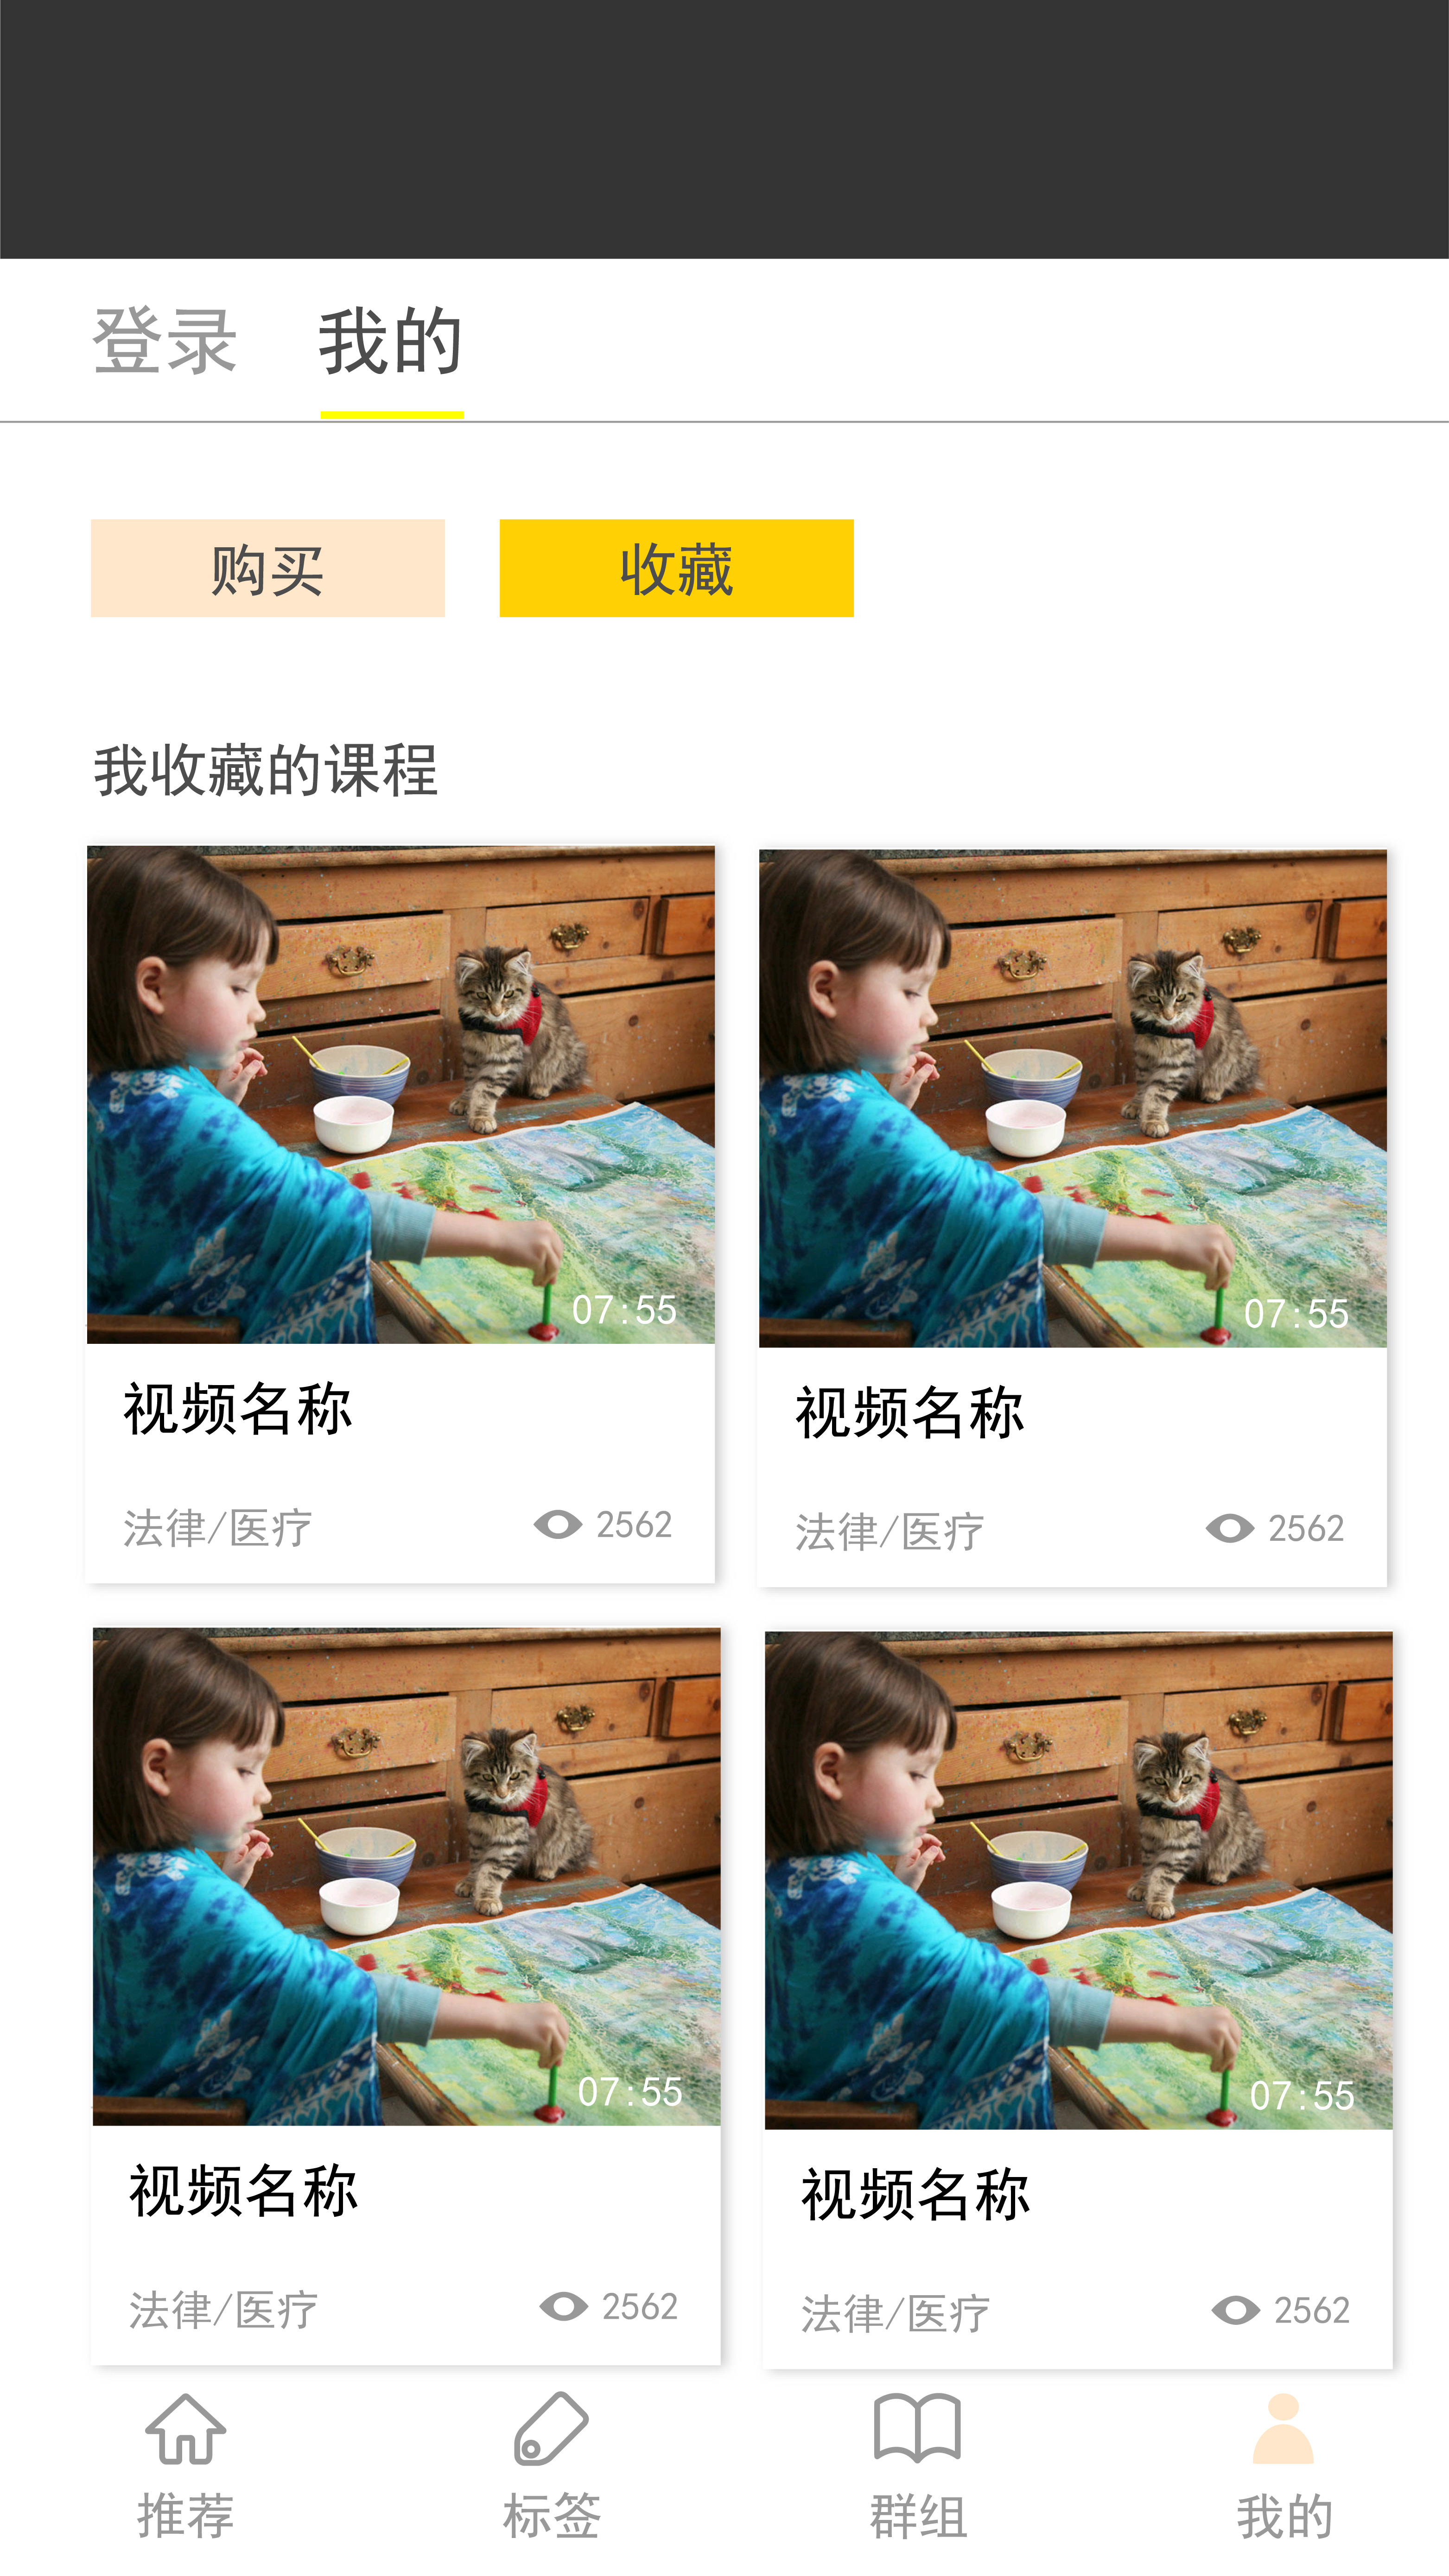 登录 我的
购买 收藏
我收藏的课程
07:55 07:55
视频名称 视频名称
法律/医疗 2562 法律/医疗 2562
07:55 07:55
视频名称 视频名称
法律/医疗 2562 法律/医疗 2562
推荐 标签 群组 我的